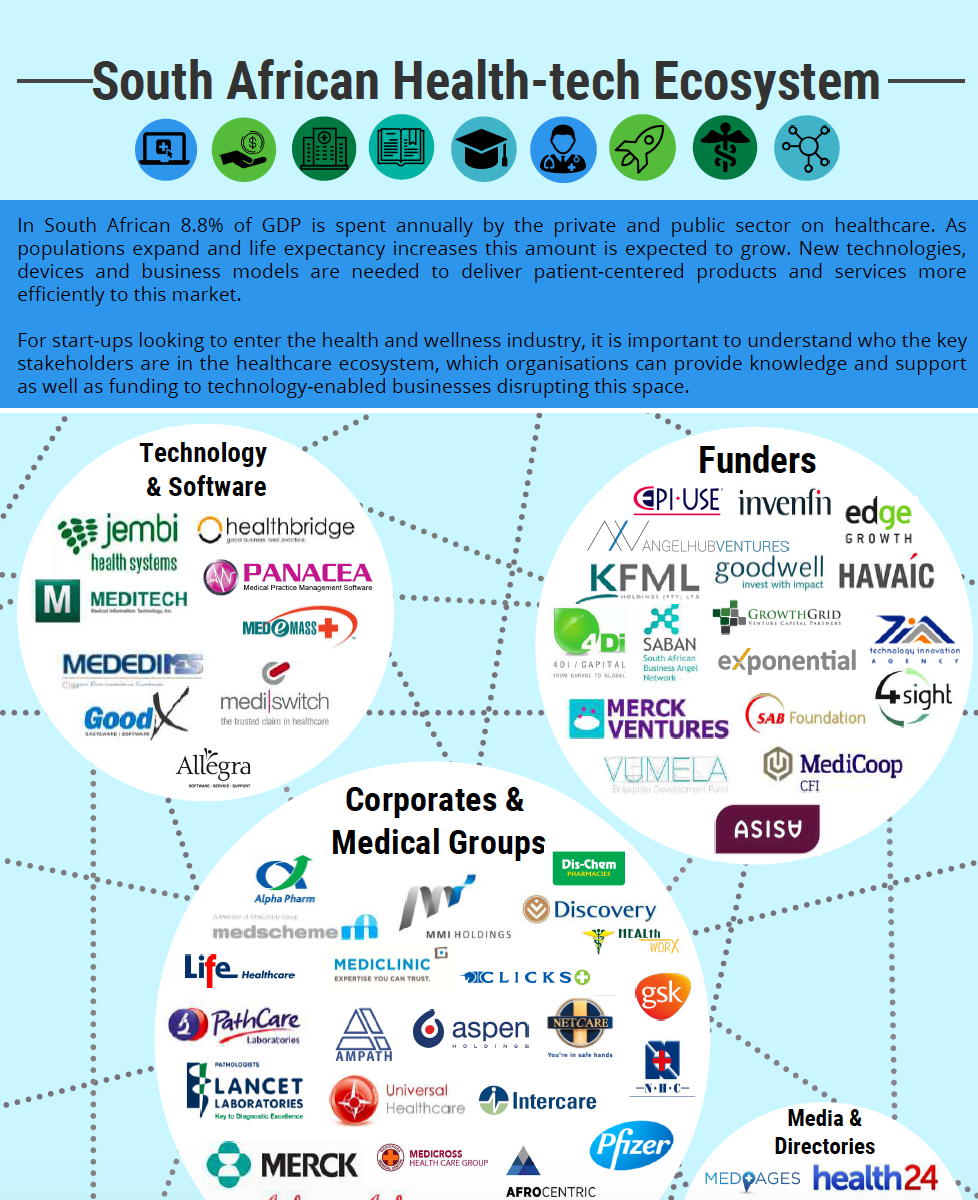 South African Health-tech Ecosystem
In South African 8.8% of GDP is spent annually by the private and public sector on healthcare. As
populations expand and life expectancy increases this amount is expected to grow. New technologies,
devices and business models are needed to deliver patient-centered products and services more
efficiently to this market.
For start-ups looking to enter the health and wellness industry, it is important to understand who the key
stakeholders are in the healthcare ecosystem, which organisations can provide knowledge and support
as well as funding to technology-enabled businesses disrupting this space.
Technology
& Software
jembi
health systems
healthbridge
good business. best practice.
PANACEA
Medical Practice Management Software
M MEDITECH
Medical Information Technology, Inc.
MEDeMASS
MEDEDI
GoodX
SOFTWARE
mediswitch
the trusted claim in healthcare
Allegra
SOFTWARE · SERVICE · SUPPORT
Funders
EPI·USE
invenfin
edge
GROWTH
ANGELHUBVENTURES
KFML
HOLDINGS (PTY) LTD
goodwell
invest with impact
HAVAÍC
4Di
4DI / CAPITAL
FROM GARAGE TO GLOBAL
SABAN
South African
Business Angel
Network
GROWTHGRID
VENTURE CAPITAL PARTNERS
TIA
technology innovation
AGENCY
exponential
4sight
MERCK
VENTURES
SAB Foundation
VUMELA
Enterprise Development Fund
MediCoop
CFI
ASISA
Corporates &
Medical Groups
Alpha Pharm
Dis-Chem
PHARMACIES
A Member of AfroCentric Group
medscheme
MMI HOLDINGS
Discovery
HEALth
WORX
Life Healthcare
MEDICLINIC
EXPERTISE YOU CAN TRUST.
CLICKS
gsk
PathCare
Laboratories
AMPATH
aspen
HOLDINGS
NETCARE
You're in safe hands
N·H·C
PATHOLOGISTS
LANCET
LABORATORIES
Key to Diagnostic Excellence
Universal
Healthcare
Intercare
Pfizer
MERCK
MEDICROSS
HEALTH CARE GROUP
AFROCENTRIC
Media &
Directories
MEDPAGES
health24